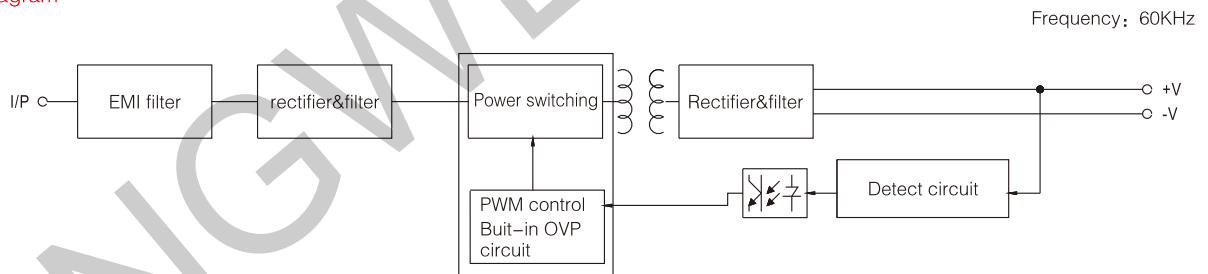 Frequency: 60KHz
I/P
EMI filter
rectifier&filter
Power switching
Rectifier&filter
+V
-V
PWM control
Buit-in OVP
circuit
Detect circuit